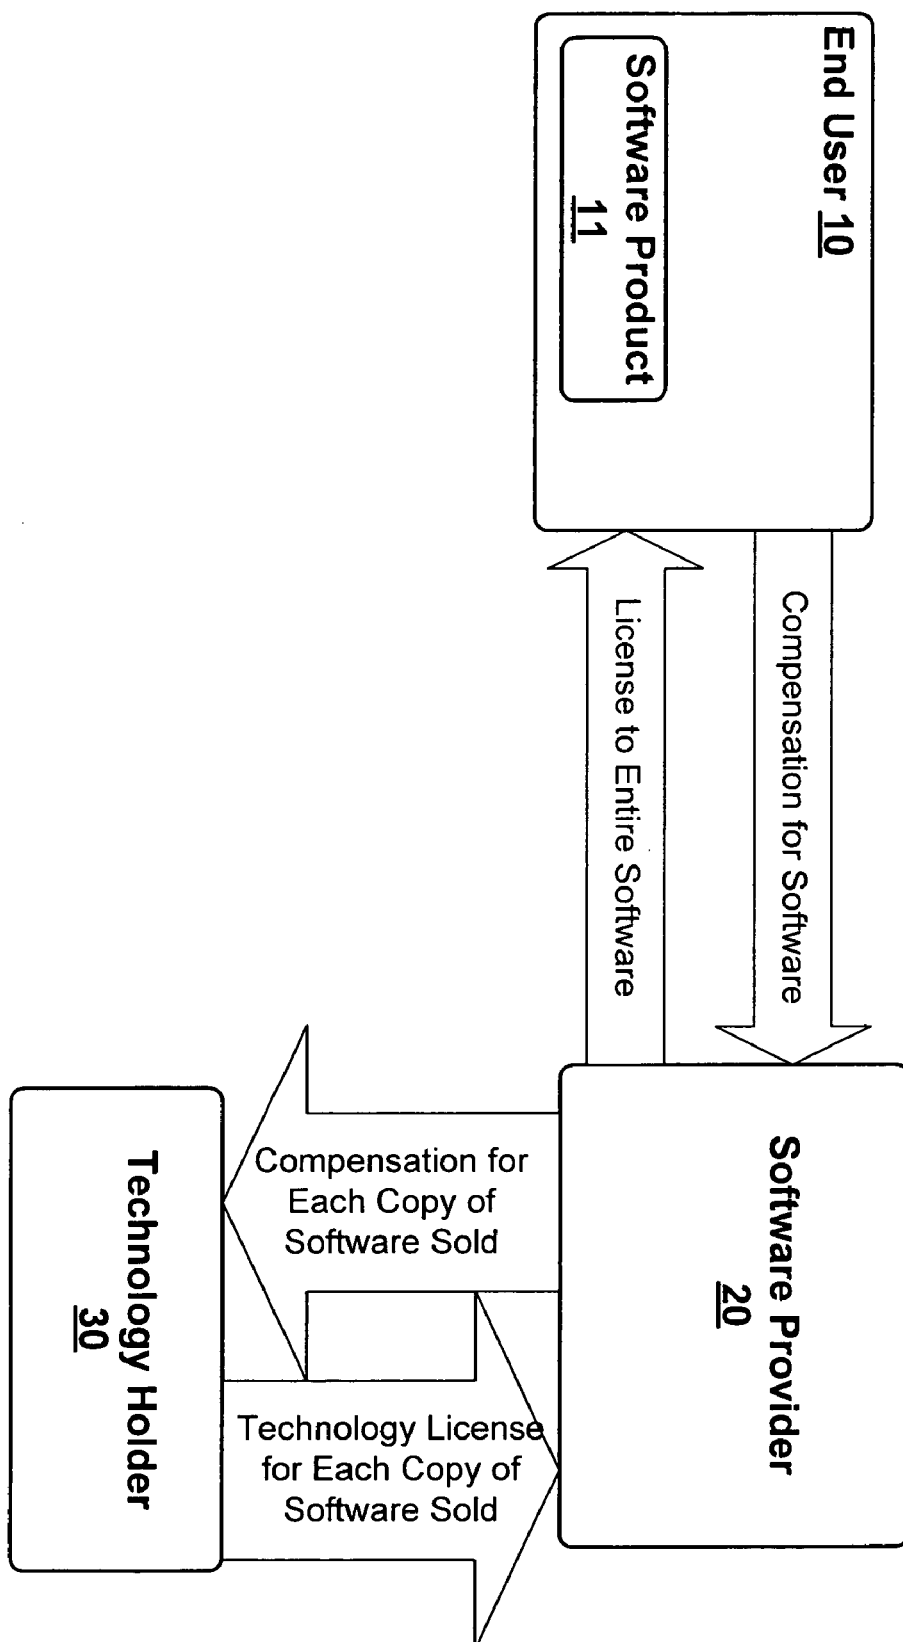 End User 10
Software Product
11
Compensation for Software
License to Entire Software
Software Provider
20
Compensation for
Each Copy of
Software Sold
Technology License
for Each Copy of
Software Sold
Technology Holder
30